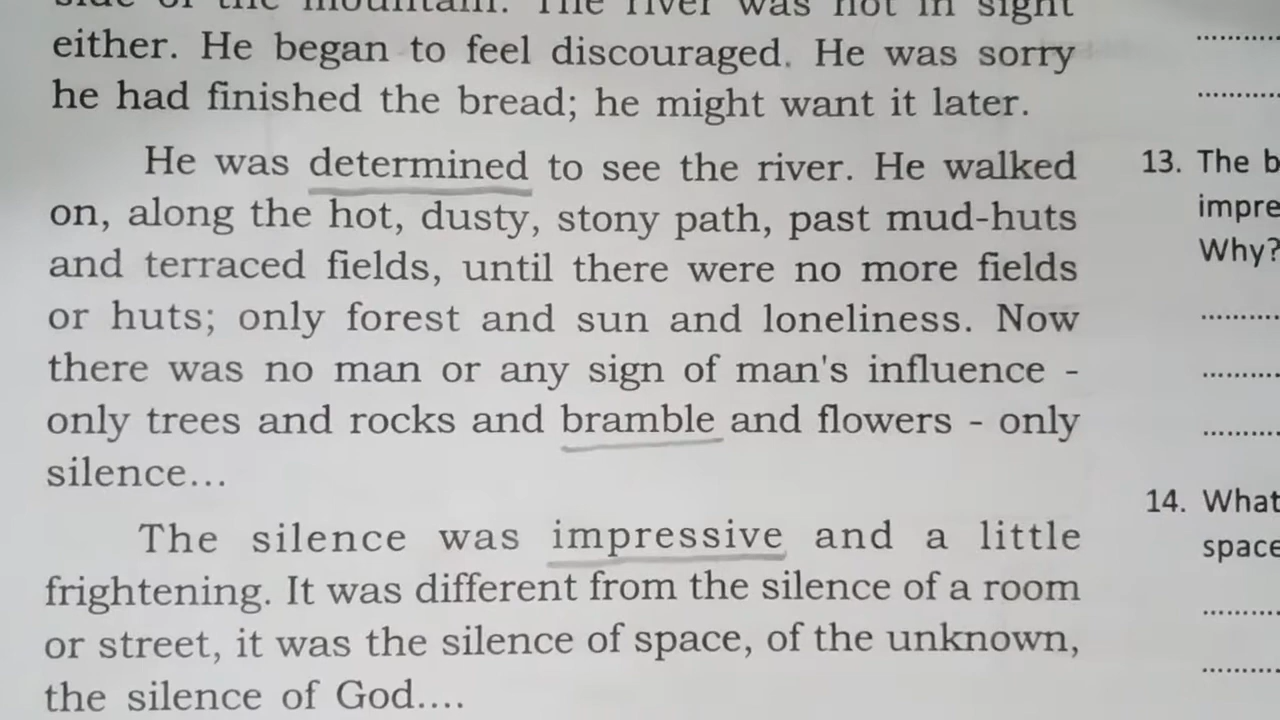 side of the mountain. The river was not in sight
either. He began to feel discouraged. He was sorry
he had finished the bread; he might want it later.
He was determined to see the river. He walked
on, along the hot, dusty, stony path, past mud-huts
and terraced fields, until there were no more fields
or huts; only forest and sun and loneliness. Now
there was no man or any sign of man's influence -
only trees and rocks and bramble and flowers - only
silence...
The silence was impressive and a little
frightening. It was different from the silence of a room
or street, it was the silence of space, of the unknown,
the silence of God....
13. The b
impre
Why?
14. What
space